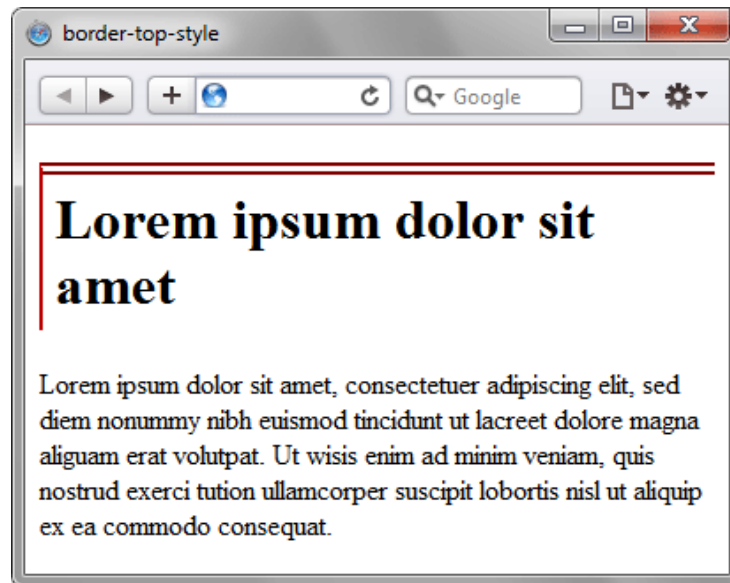 border-top-style
Google
Lorem ipsum dolor sit
amet
Lorem ipsum dolor sit amet, consectetuer adipiscing elit, sed
diem nonummy nibh euismod tincidunt ut lacreet dolore magna
aliguam erat volutpat. Ut wisis enim ad minim veniam, quis
nostrud exerci tution ullamcorper suscipit lobortis nisl ut aliquip
ex ea commodo consequat.